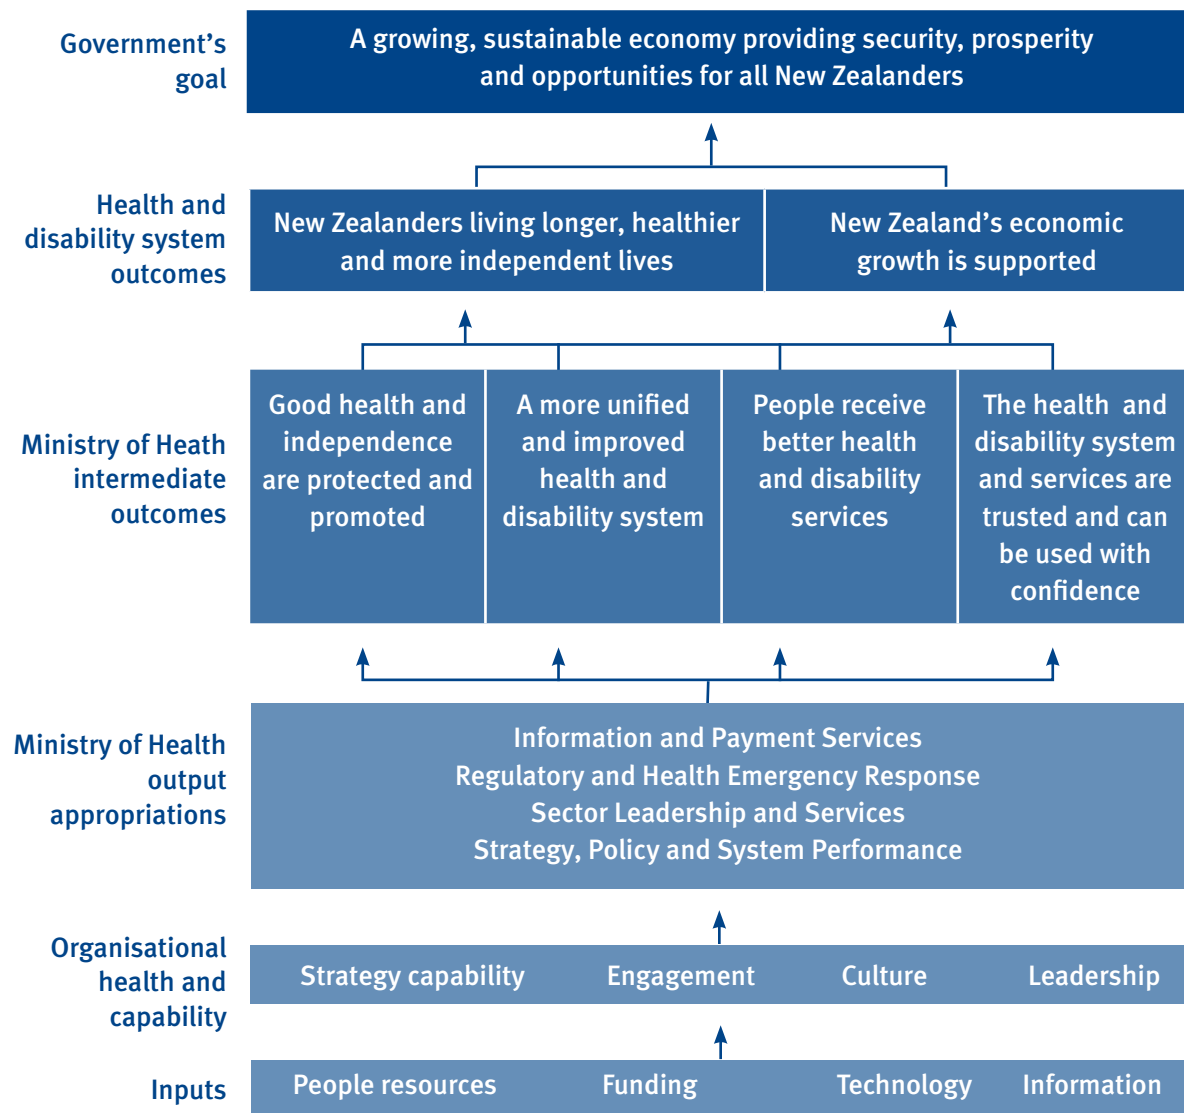 Government's
goal
A growing, sustainable economy providing security, prosperity
and opportunities for all New Zealanders
Health and
disability system
outcomes
New Zealanders living longer, healthier
and more independent lives
New Zealand's economic
growth is supported
Ministry of Heath
intermediate
outcomes
Good health and
independence
are protected and
promoted
A more unified
and improved
health and
disability system
People receive
better health
and disability
services
The health and
disability system
and services are
trusted and can
be used with
confidence
Ministry of Health
output
appropriations
Information and Payment Services
Regulatory and Health Emergency Response
Sector Leadership and Services
Strategy, Policy and System Performance
Organisational
health and
capability
Strategy capability Engagement Culture Leadership
Inputs
People resources Funding Technology Information